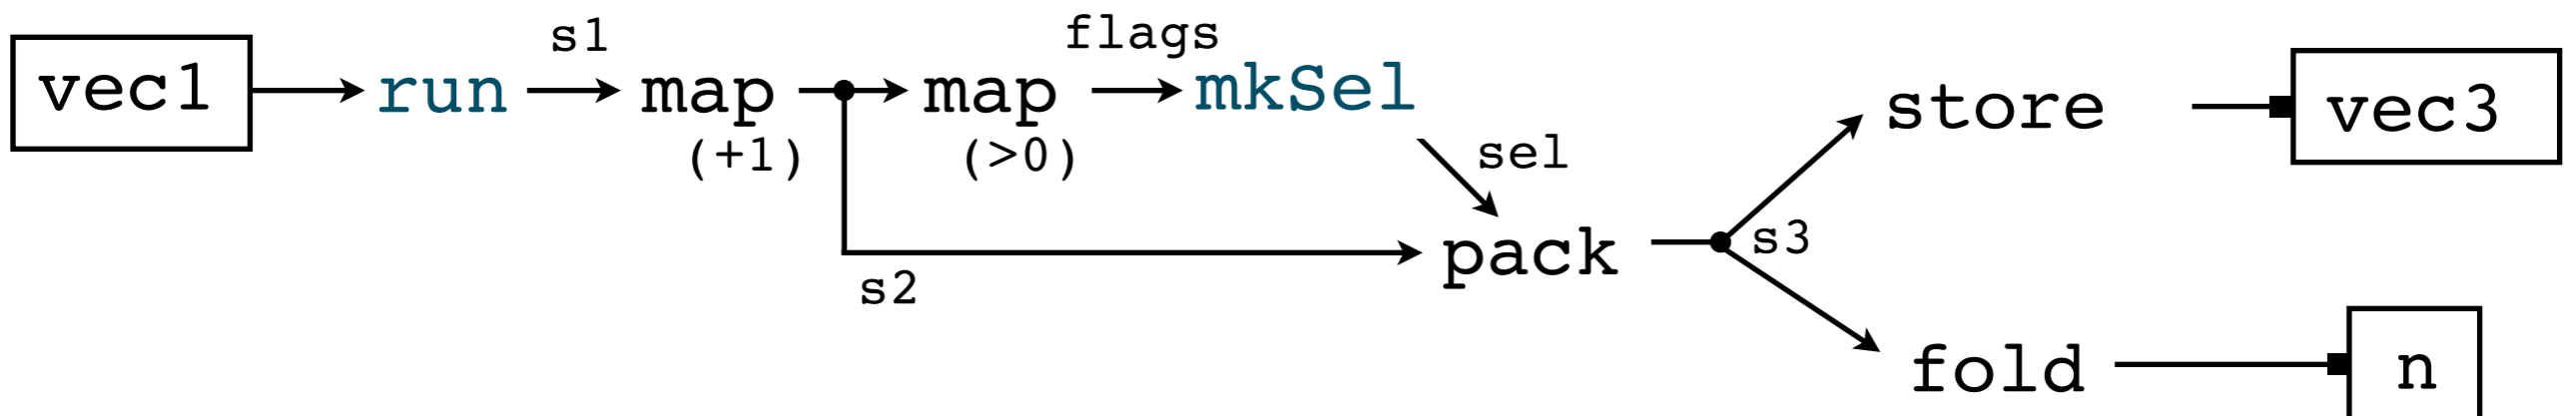 s1 flags
vec1 run map map mkSel store vec3
(+1) (>0) sel
pack s3
s2
fold n